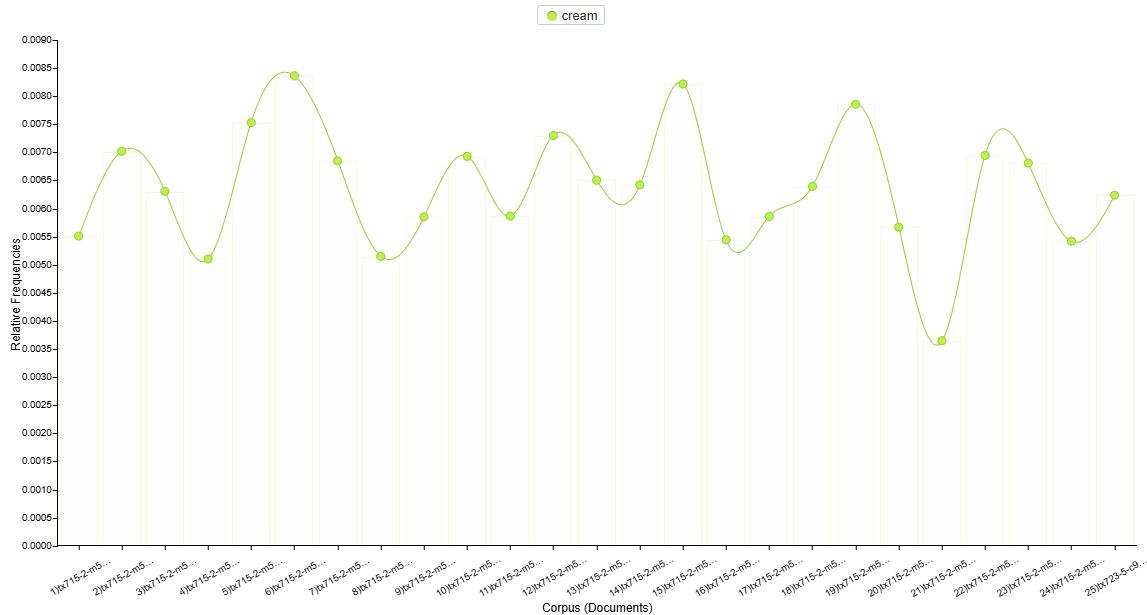 cream
0.0090
0.0085
0.0080
0.0075
0.0070
0.0065
0.0060
0.0055
0.0050
0.0045
0.0040
0.0035
0.0030
0.0025
0.0020
0.0015
0.0010
0.0005
0.0000
Relative Frequencies
1)tx715-2-m5...
2)tx715-2-m5...
3)tx715-2-m5...
4)tx715-2-m5...
5)tx715-2-m5...
6)tx715-2-m5...
7)tx715-2-m5...
8)tx715-2-m5...
9)tx715-2-m5...
10)tx715-2-m5...
11)tx715-2-m5...
12)tx715-2-m5...
13)tx715-2-m5...
14)tx715-2-m5...
15)tx715-2-m5...
16)tx715-2-m5...
17)tx715-2-m5...
18)tx715-2-m5...
19)tx715-2-m5...
20)tx715-2-m5...
21)tx715-2-m5...
22)tx715-2-m5...
23)tx715-2-m5...
24)tx715-2-m5...
25)tx723-5-c9...
Corpus (Documents)